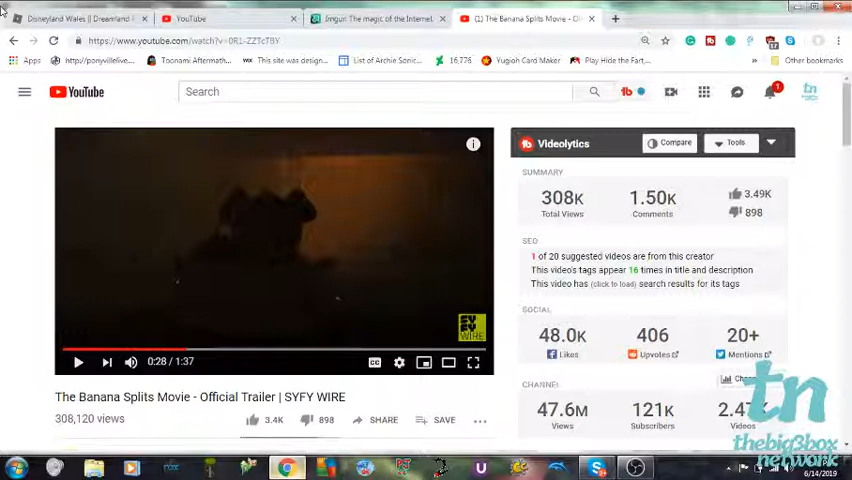 Disneyland Wales || Dreamland
YouTube
Imgur: The magic of the Internet
(1) The Banana Splits Movie - Of
https://www.youtube.com/watch?v=0R1-ZZTcTBY
Apps
http://ponyvillelive...
Toonami Aftermath...
This site was design...
List of Archie Sonic...
16,776
Yugioh Card Maker
Play Hide the Fart,...
Other bookmarks
YouTube
Search
tb
1
tn
i
SYFY
WIRE
0:28 / 1:37
CC
The Banana Splits Movie - Official Trailer | SYFY WIRE
308,120 views
3.4K
898
SHARE
SAVE
Videolytics
Compare
Tools
SUMMARY
308K
Total Views
1.50K
Comments
3.49K
898
SEO
1 of 20 suggested videos are from this creator
This video's tags appear 16 times in title and description
This video has (click to load) search results for its tags
SOCIAL
48.0K
Likes
406
Upvotes
20+
Mentions
CHANNEL
47.6M
Views
121K
Subscribers
Videos
tn
thebig3box
network
6/14/2019